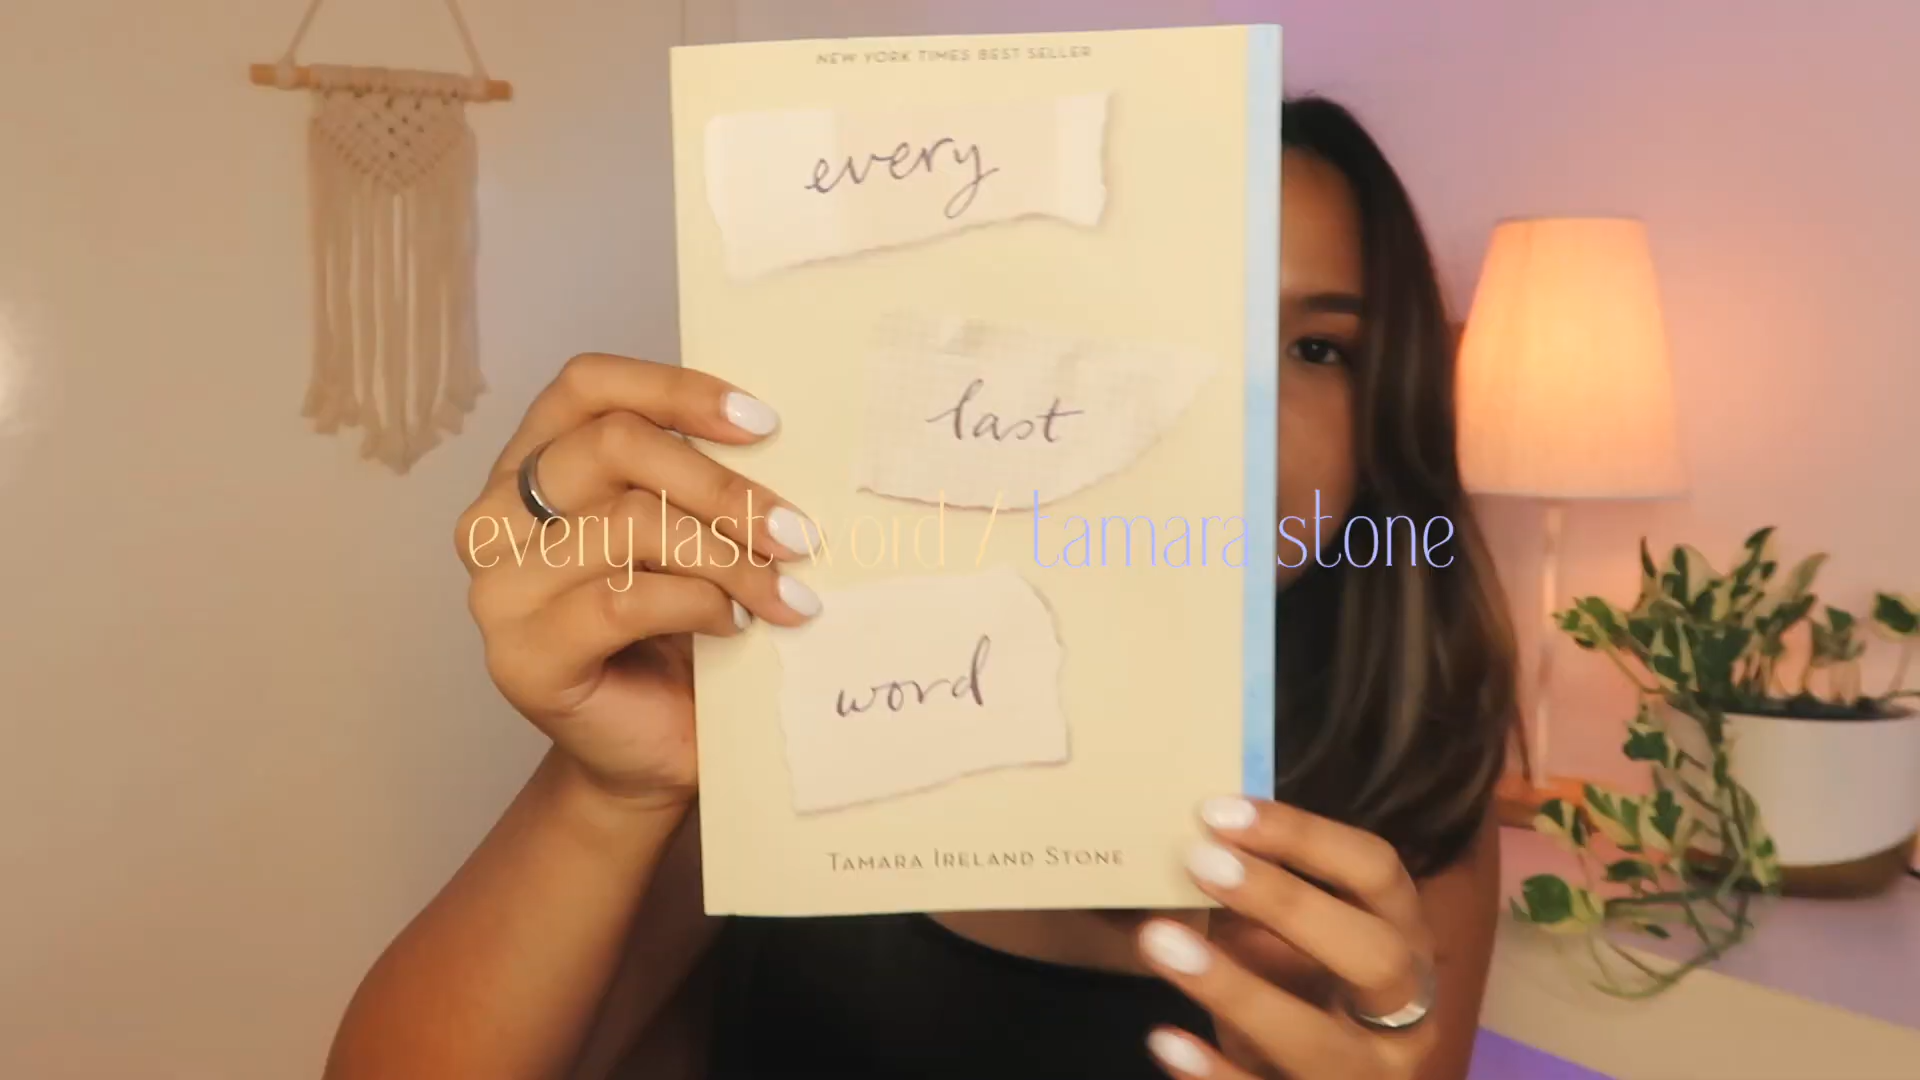 NEW YORK TIMES BEST SELLER
every
last
every last word / tamara stone
word
TAMARA IRELAND STONE